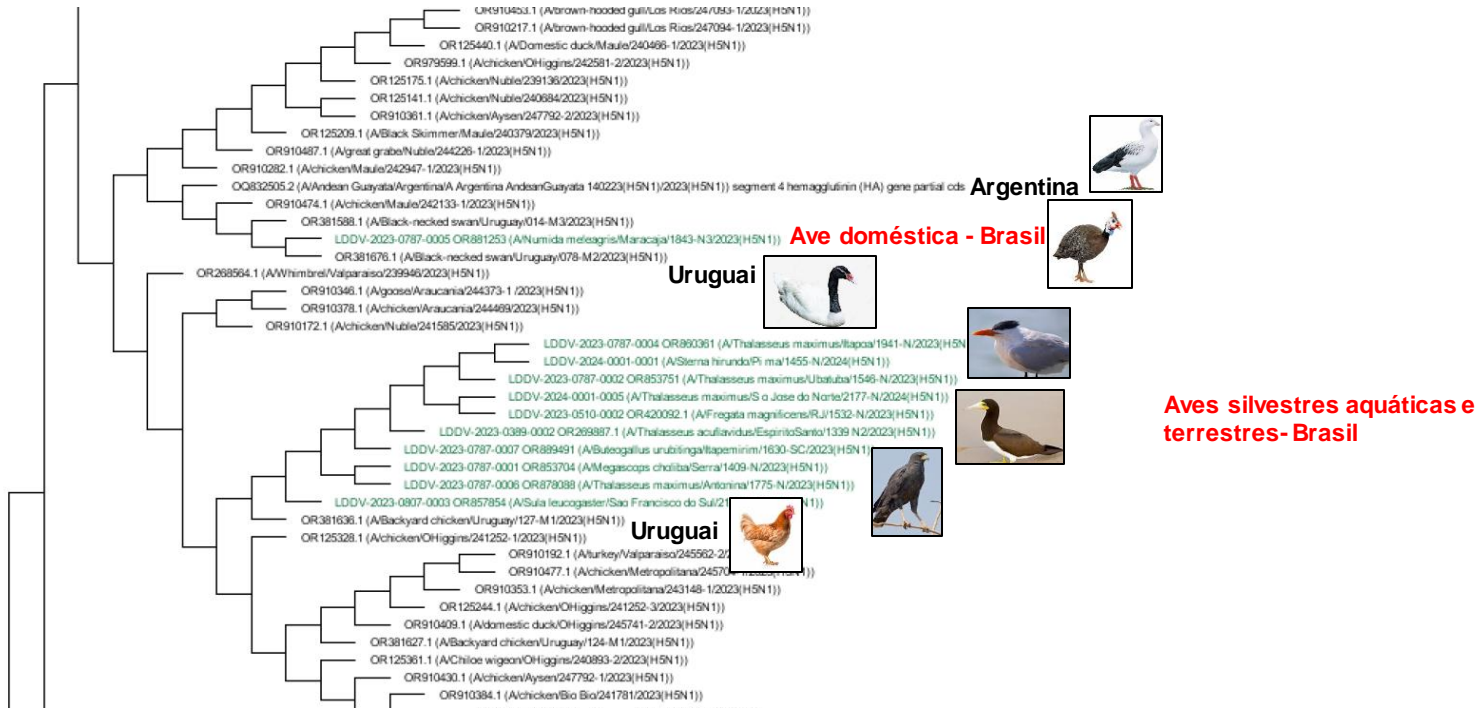 OR910453.1 (A/brown-hooded gull/Los Rios/247093-1/2023(H5N1))
OR910217.1 (A/brown-hooded gull/Los Rios/247094-1/2023(H5N1))
OR125440.1 (A/Domestic duck/Maule/240466-1/2023(H5N1))
OR979599.1 (A/chicken/OHiggins/242581-2/2023(H5N1))
OR125175.1 (A/chicken/Nuble/239136/2023(H5N1))
OR125141.1 (A/chicken/Nuble/240684/2023(H5N1))
OR910361.1 (A/chicken/Aysen/247792-2/2023(H5N1))
OR125209.1 (A/Black Skimmer/Maule/240379/2023(H5N1))
OR910487.1 (A/great grabe/Nuble/244226-1/2023(H5N1))
OR910282.1 (A/chicken/Maule/242947-1/2023(H5N1))
OQ832505.2 (A/Andean Guayata/Argentina/A Argentina AndeanGuayata 140223(H5N1)/2023(H5N1)) segment 4 hemagglutinin (HA) gene partial cds Argentina
OR910474.1 (A/chicken/Maule/242133-1/2023(H5N1))
OR381588.1 (A/Black-necked swan/Uruguay/014-M3/2023(H5N1))
LDDV-2023-0787-0005 OR881253 (A/Numida meleagris/Maracaja/1843-N3/2023(H5N1)) Ave doméstica - Brasil
OR381676.1 (A/Black-necked swan/Uruguay/078-M2/2023(H5N1))
OR268564.1 (A/Whimbrel/Valparaiso/239946/2023(H5N1)) Uruguai
OR910346.1 (A/goose/Araucania/244373-1 /2023(H5N1))
OR910378.1 (A/chicken/Araucania/244469/2023(H5N1))
OR910172.1 (A/chicken/Nuble/241585/2023(H5N1))
LDDV-2023-0787-0004 OR860361 (A/Thalasseus maximus/Itapoa/1941-N/2023(H5N
LDDV-2024-0001-0001 (A/Sterna hirundo/Pi ma/1455-N/2024(H5N1))
LDDV-2023-0787-0002 OR853751 (A/Thalasseus maximus/Ubatuba/1546-N/2023(H5N1))
LDDV-2024-0001-0005 (A/Thalasseus maximus/S o Jose do Norte/2177-N/2024(H5N1))
LDDV-2023-0510-0002 OR420092.1 (A/Fregata magnificens/RJ/1532-N/2023(H5N1))
Aves silvestres aquáticas e
terrestres- Brasil
LDDV-2023-0389-0002 OR269887.1 (A/Thalasseus acuflavidus/EspiritoSanto/1339 N2/2023(H5N1))
LDDV-2023-0787-0007 OR889491 (A/Buteogallus urubitinga/Itapemirim/1630-SC/2023(H5N1)
LDDV-2023-0787-0001 OR853704 (A/Megascops choliba/Serra/1409-N/2023(H5N1))
LDDV-2023-0787-0006 OR878088 (A/Thalasseus maximus/Antonina/1775-N/2023(H5N1))
LDDV-2023-0807-0003 OR857854 (A/Sula leucogaster/Sao Francisco do Sul/21 (H5N1))
OR381636.1 (A/Backyard chicken/Uruguay/127-M1/2023(H5N1)) Uruguai
OR125328.1 (A/chicken/OHiggins/241252-1/2023(H5N1))
OR910192.1 (A/turkey/Valparaiso/245562-2/2
OR910477.1 (A/chicken/Metropolitana/24570
OR910353.1 (A/chicken/Metropolitana/243148-1/2023(H5N1))
OR125244.1 (A/chicken/OHiggins/241252-3/2023(H5N1))
OR910409.1 (A/domestic duck/OHiggins/245741-2/2023(H5N1))
OR381627.1 (A/Backyard chicken/Uruguay/124-M1/2023(H5N1))
OR125361.1 (A/Chiloe wigeon/OHiggins/240893-2/2023(H5N1))
OR910430.1 (A/chicken/Aysen/247792-1/2023(H5N1))
OR910384.1 (A/chicken/Bio Bio/241781/2023(H5N1))